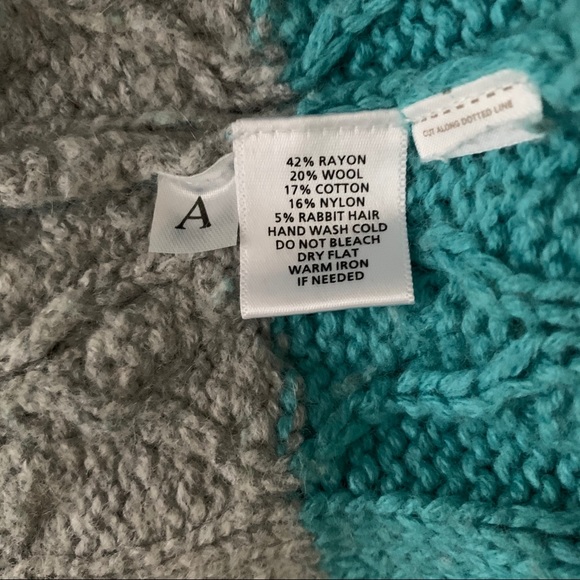 A
42% RAYON
20% WOOL
17% COTTON
16% NYLON
5% RABBIT HAIR
HAND WASH COLD
DO NOT BLEACH
DRY FLAT
WARM IRON
IF NEEDED
CUT ALONG DOTTED LINE